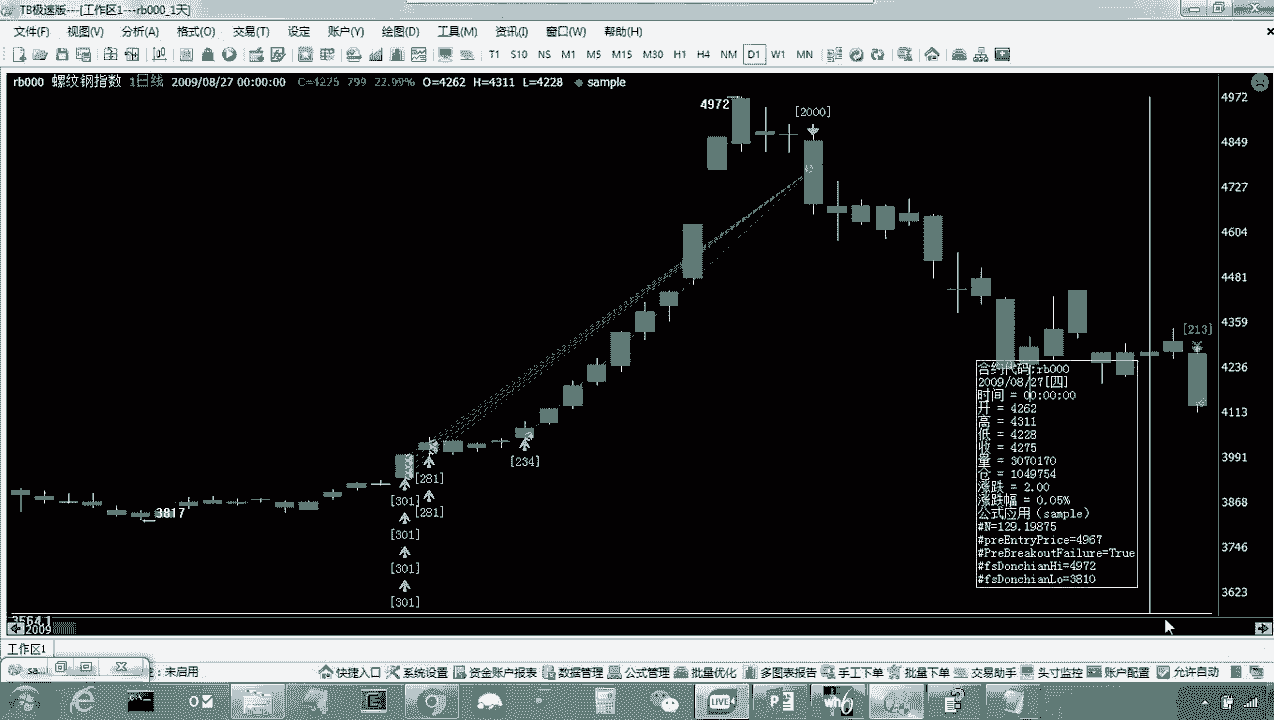 TB极速版---[工作区1---rb000_1天]
文件(F) 视图(V) 分析(A) 格式(O) 交易(T) 设定 账户(Y) 绘图(D) 工具(M) 资讯(I) 窗口(W) 帮助(H)
T1 S10 NS M1 M5 M15 M30 H1 H4 NM D1 W1 MN
rb000 螺纹钢指数 1日线 2009/08/27 00:00:00 C=4275 799 22.99% O=4262 H=4311 L=4228 sample
4972
4972
[2000]
4849
4727
4604
4481
4359
[213]
4236
4113
3991
3868
3746
3623
合约代码:rb000
2009/08/27[四]
时间 = 00:00:00
开 = 4262
高 = 4311
低 = 4228
收 = 4275
量 = 3070170
仓 = 1049754
涨跌 = 2.00
涨跌幅 = 0.05%
公式应用（sample）
#N=129.19875
#preEntryPrice=4967
#PreBreakoutFailure=True
#fsDonchianHi=4972
#fsDonchianLo=3810
[234]
[281]
[281]
[301]
[301]
[301]
[301]
3817
3564.1
2009
工作区1
sa...
: 未启用
快捷入口 系统设置 资金账户报表 数据管理 公式管理 批量优化 多图表报告 手工下单 批量下单 交易助手 头寸监控 账户配置 允许自动
LIVE